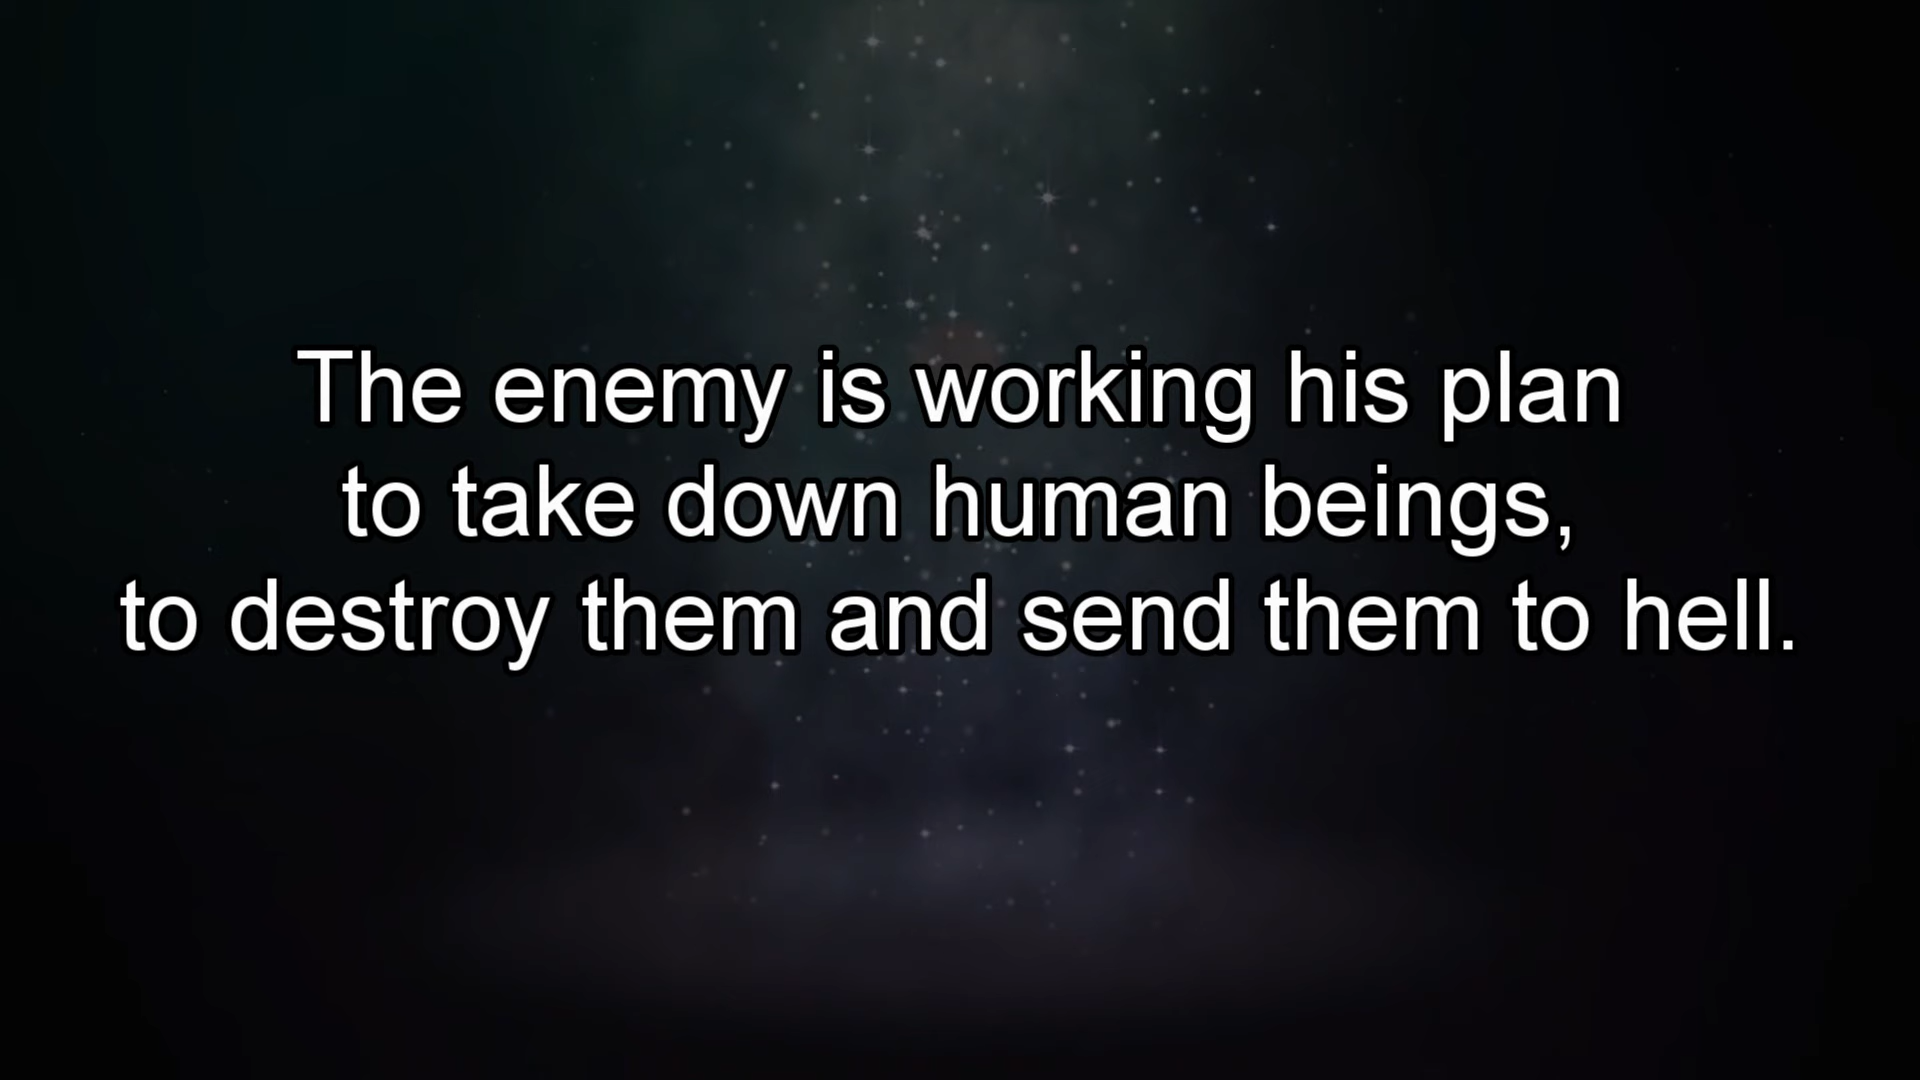 The enemy is working his plan
to take down human beings,
to destroy them and send them to hell.